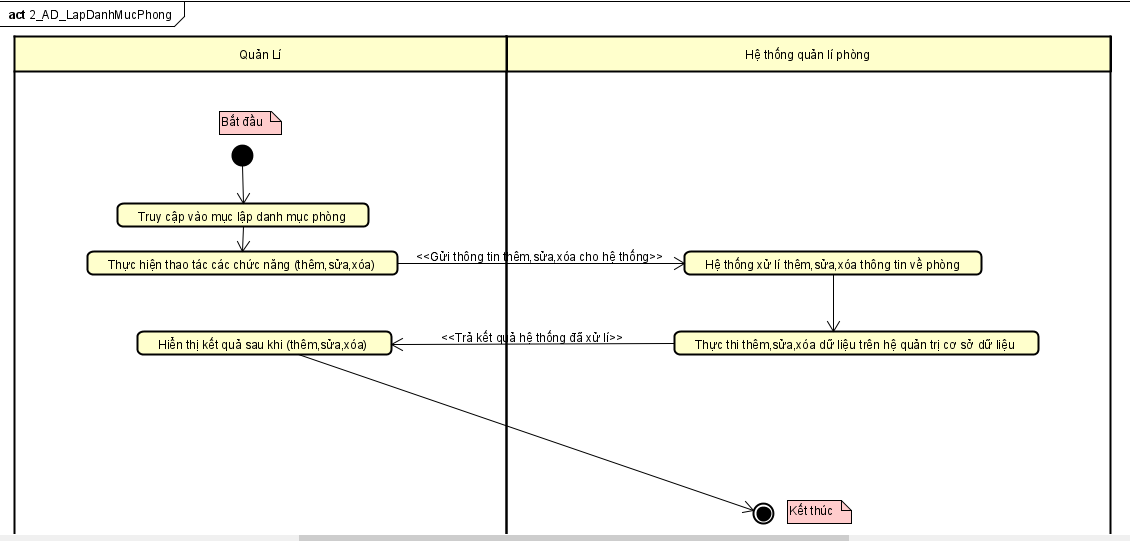 act 2_AD_LapDanhMucPhong
Quản Lí
Hệ thống quản lí phòng
Bắt đầu
Truy cập vào mục lập danh mục phòng
Thực hiện thao tác các chức năng (thêm,sửa,xóa)
<<Gửi thông tin thêm,sửa,xóa cho hệ thống>>
Hệ thống xử lí thêm,sửa,xóa thông tin về phòng
Hiển thị kết quả sau khi (thêm,sửa,xóa)
<<Trả kết quả hệ thống đã xử lí>>
Thực thi thêm,sửa,xóa dữ liệu trên hệ quản trị cơ sở dữ liệu
Kết thúc